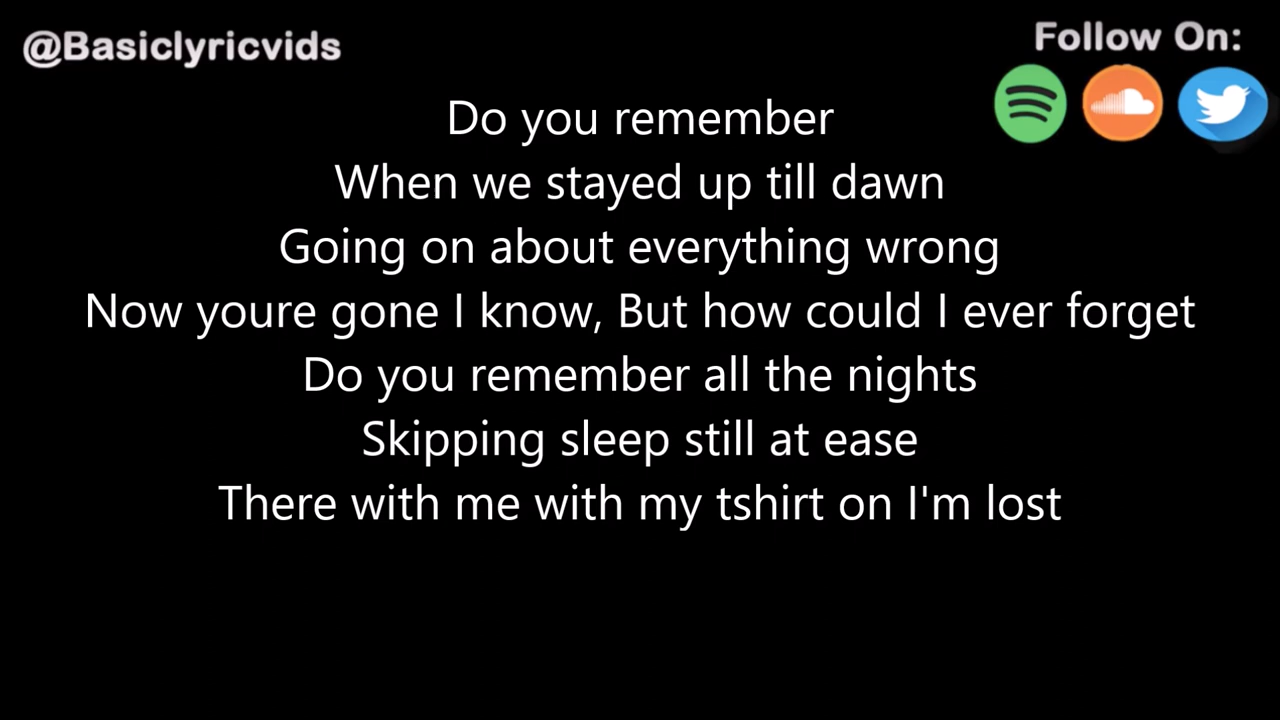 @Basiclyricvids
Follow On:
Do you remember
When we stayed up till dawn
Going on about everything wrong
Now youre gone I know, But how could I ever forget
Do you remember all the nights
Skipping sleep still at ease
There with me with my tshirt on I'm lost